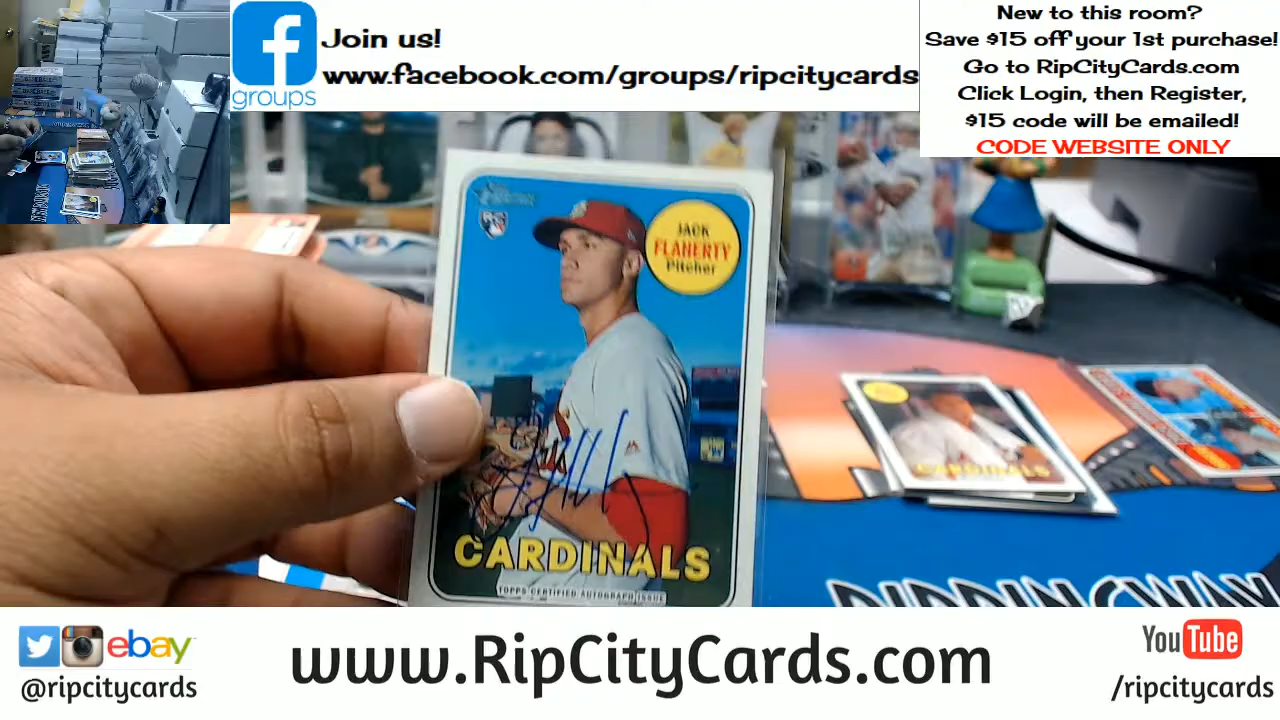 groups
Join us!
www.facebook.com/groups/ripcitycards
New to this room?
Save $15 off your 1st purchase!
Go to RipCityCards.com
Click Login, then Register,
$15 code will be emailed!
CODE WEBSITE ONLY
JACK
FLAHERTY
Pitcher
CARDINALS
TOPPS CERTIFIED AUTOGRAPH ISSUE
CARDINALS
ebay
@ripcitycards
www.RipCityCards.com
YouTube
/ripcitycards